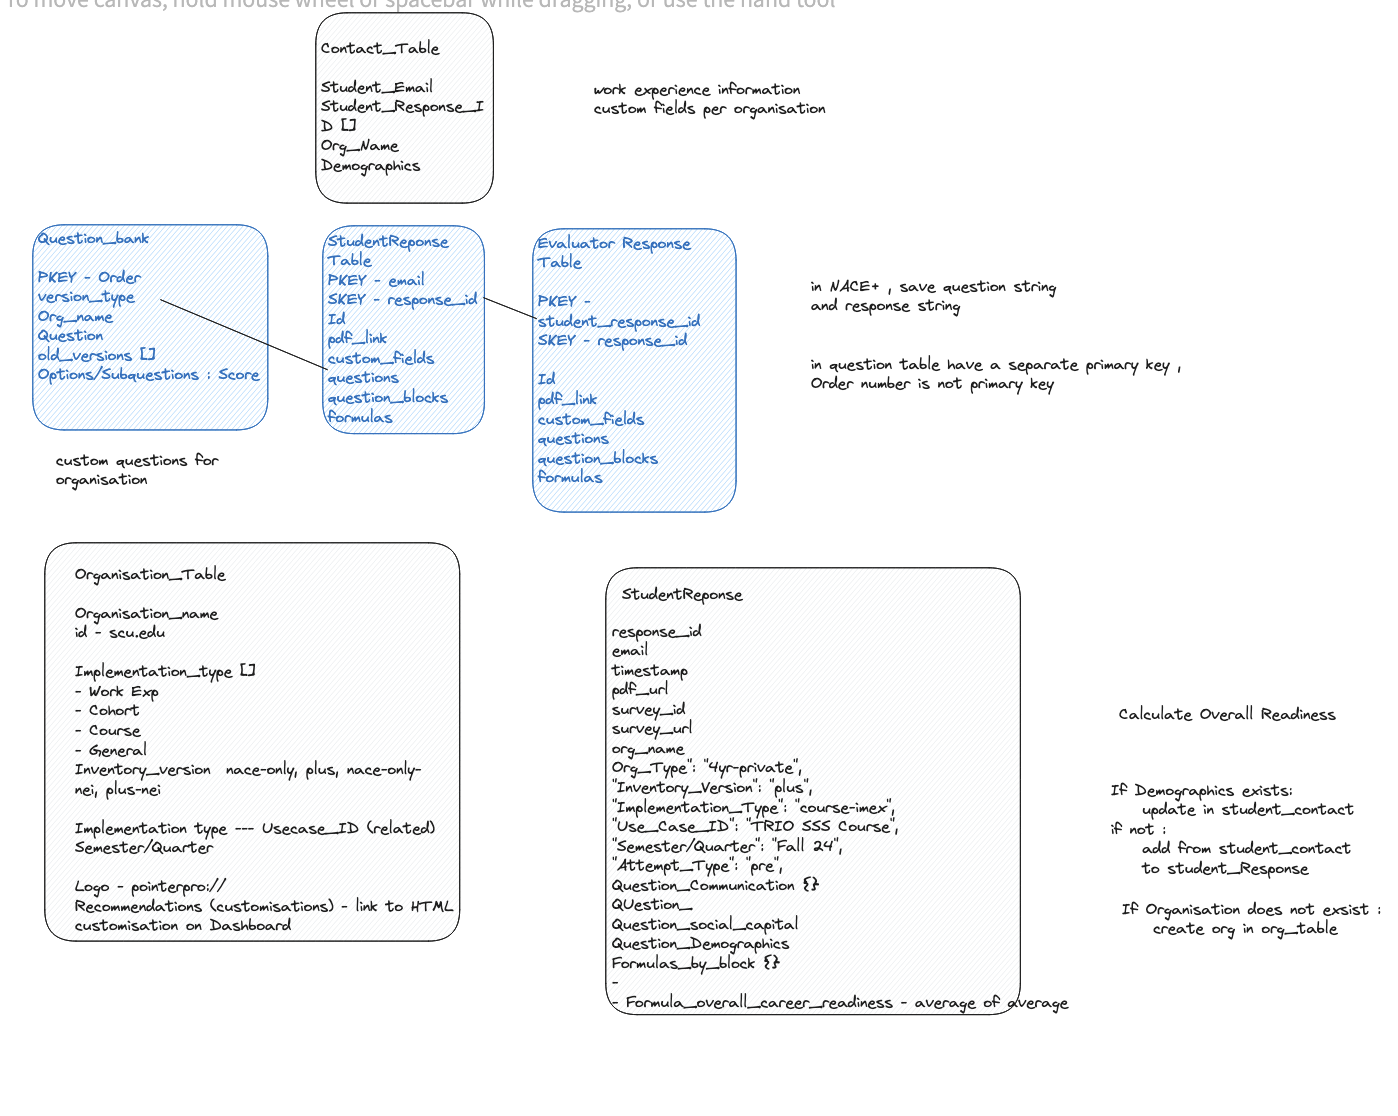 To move canvas, hold mouse wheel or spacebar while dragging, or use the hand tool
Contact_Table
Student_Email
Student_Response_I
D []
Org_Name
Demographics
work experience information
custom fields per organisation
Question_bank
PKEY - Order
version_type
Org_name
Question
old_versions []
Options/Subquestions : Score
StudentReponse
Table
PKEY - email
SKEY - response_id
Id
pdf_link
custom_fields
questions
question_blocks
formulas
Evaluator Response
Table
PKEY -
student_response_id
SKEY - response_id
Id
pdf_link
custom_fields
questions
question_blocks
formulas
in NACE+ , save question string
and response string
in question table have a separate primary key ,
Order number is not primary key
custom questions for
organisation
Organisation_Table
Organisation_name
id - scu.edu
Implementation_type []
- Work Exp
- Cohort
- Course
- General
Inventory_version nace-only, plus, nace-only-
nei, plus-nei
Implementation type --- Usecase_ID (related)
Semester/Quarter
Logo - pointerpro://
Recommendations (customisations) - link to HTML
customisation on Dashboard
StudentReponse
response_id
email
timestamp
pdf_url
survey_id
survey_url
org_name
Org_Type": "4yr-private",
"Inventory_Version": "plus",
"Implementation_Type": "course-imex",
"Use_Case_ID": "TRIO SSS Course",
"Semester/Quarter": "Fall 24",
"Attempt_Type": "pre",
Question_Communication {}
QUestion_
Question_social_capital
Question_Demographics
Formulas_by_block {}
-
- Formula_overall_career_readiness - average of average
Calculate Overall Readiness
If Demographics exists:
update in student_contact
if not :
add from student_contact
to student_Response
If Organisation does not exsist :
create org in org_table